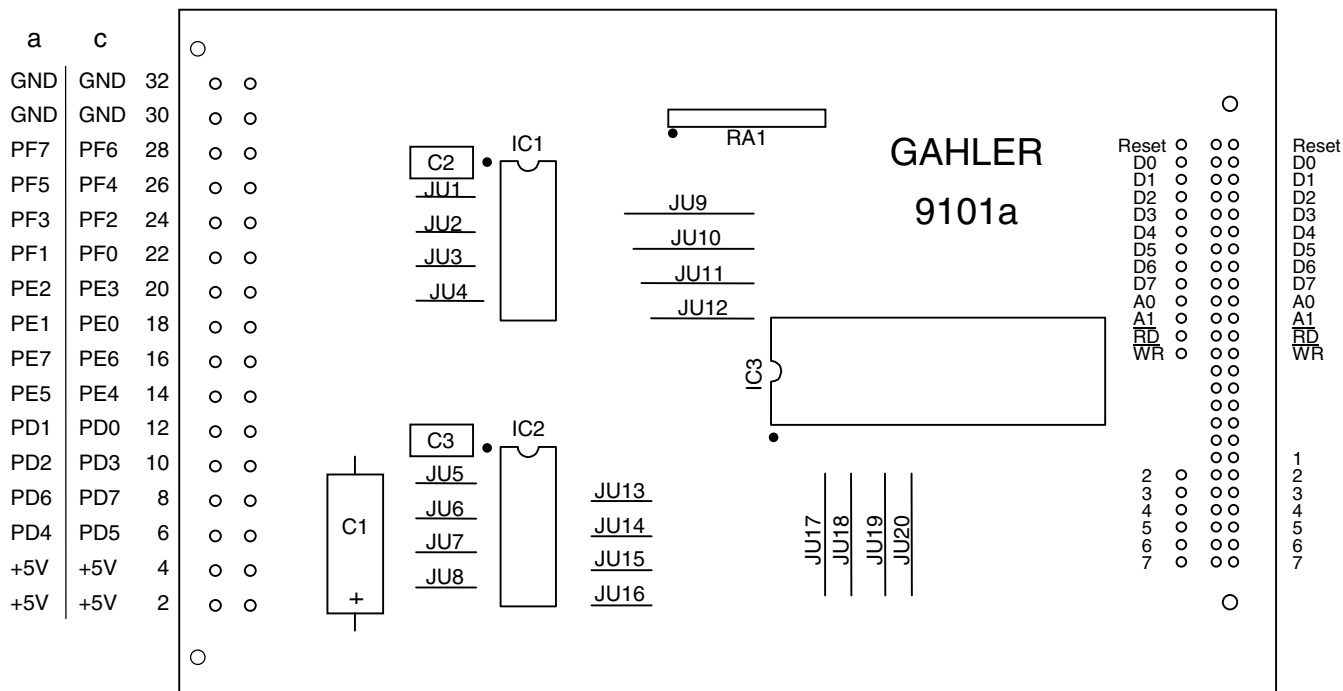 a c
GND GND 32
GND GND 30
PF7 PF6 28
PF5 PF4 26
PF3 PF2 24
PF1 PF0 22
PE2 PE3 20
PE1 PE0 18
PE7 PE6 16
PE5 PE4 14
PD1 PD0 12
PD2 PD3 10
PD6 PD7 8
PD4 PD5 6
+5V +5V 4
+5V +5V 2
C2
IC1
JU1
JU2
JU3
JU4
C3
IC2
JU5
JU6
JU7
JU8
C1
+
RA1
JU9
JU10
JU11
JU12
JU13
JU14
JU15
JU16
GAHLER
9101a
IC3
JU17
JU18
JU19
JU20
Reset
D0
D1
D2
D3
D4
D5
D6
D7
A0
A1
RD
WR
2
3
4
5
6
7
Reset
D0
D1
D2
D3
D4
D5
D6
D7
A0
A1
RD
WR
1
2
3
4
5
6
7